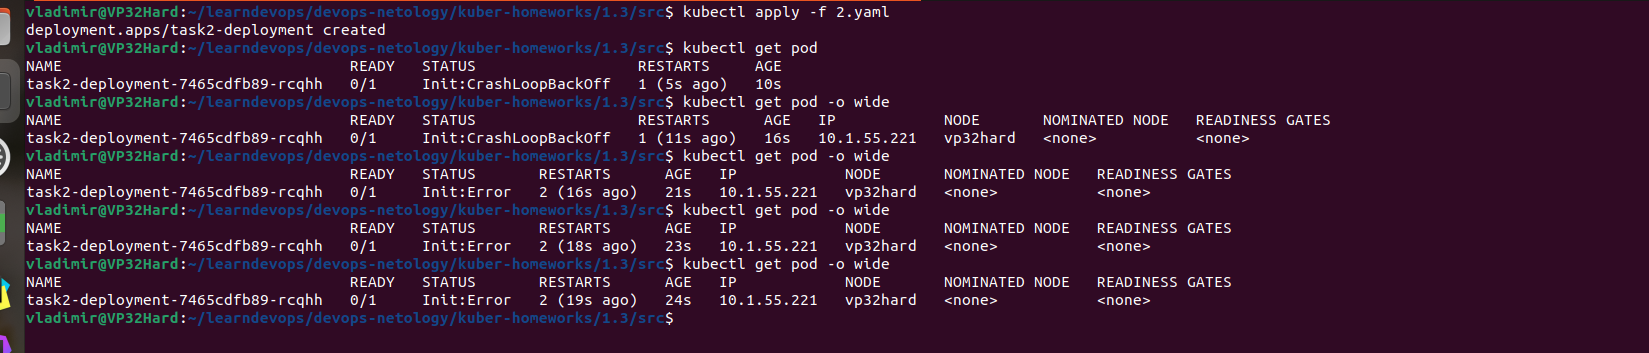 vladimir@VP32Hard:~/learndevops/devops-netology/kuber-homeworks/1.3/src$ kubectl apply -f 2.yaml
deployment.apps/task2-deployment created
vladimir@VP32Hard:~/learndevops/devops-netology/kuber-homeworks/1.3/src$ kubectl get pod
NAME READY STATUS RESTARTS AGE
task2-deployment-7465cdfb89-rcqhh 0/1 Init:CrashLoopBackOff 1 (5s ago) 10s
vladimir@VP32Hard:~/learndevops/devops-netology/kuber-homeworks/1.3/src$ kubectl get pod -o wide
NAME READY STATUS RESTARTS AGE IP NODE NOMINATED NODE READINESS GATES
task2-deployment-7465cdfb89-rcqhh 0/1 Init:CrashLoopBackOff 1 (11s ago) 16s 10.1.55.221 vp32hard <none> <none>
vladimir@VP32Hard:~/learndevops/devops-netology/kuber-homeworks/1.3/src$ kubectl get pod -o wide
NAME READY STATUS RESTARTS AGE IP NODE NOMINATED NODE READINESS GATES
task2-deployment-7465cdfb89-rcqhh 0/1 Init:Error 2 (16s ago) 21s 10.1.55.221 vp32hard <none> <none>
vladimir@VP32Hard:~/learndevops/devops-netology/kuber-homeworks/1.3/src$ kubectl get pod -o wide
NAME READY STATUS RESTARTS AGE IP NODE NOMINATED NODE READINESS GATES
task2-deployment-7465cdfb89-rcqhh 0/1 Init:Error 2 (18s ago) 23s 10.1.55.221 vp32hard <none> <none>
vladimir@VP32Hard:~/learndevops/devops-netology/kuber-homeworks/1.3/src$ kubectl get pod -o wide
NAME READY STATUS RESTARTS AGE IP NODE NOMINATED NODE READINESS GATES
task2-deployment-7465cdfb89-rcqhh 0/1 Init:Error 2 (19s ago) 24s 10.1.55.221 vp32hard <none> <none>
vladimir@VP32Hard:~/learndevops/devops-netology/kuber-homeworks/1.3/src$